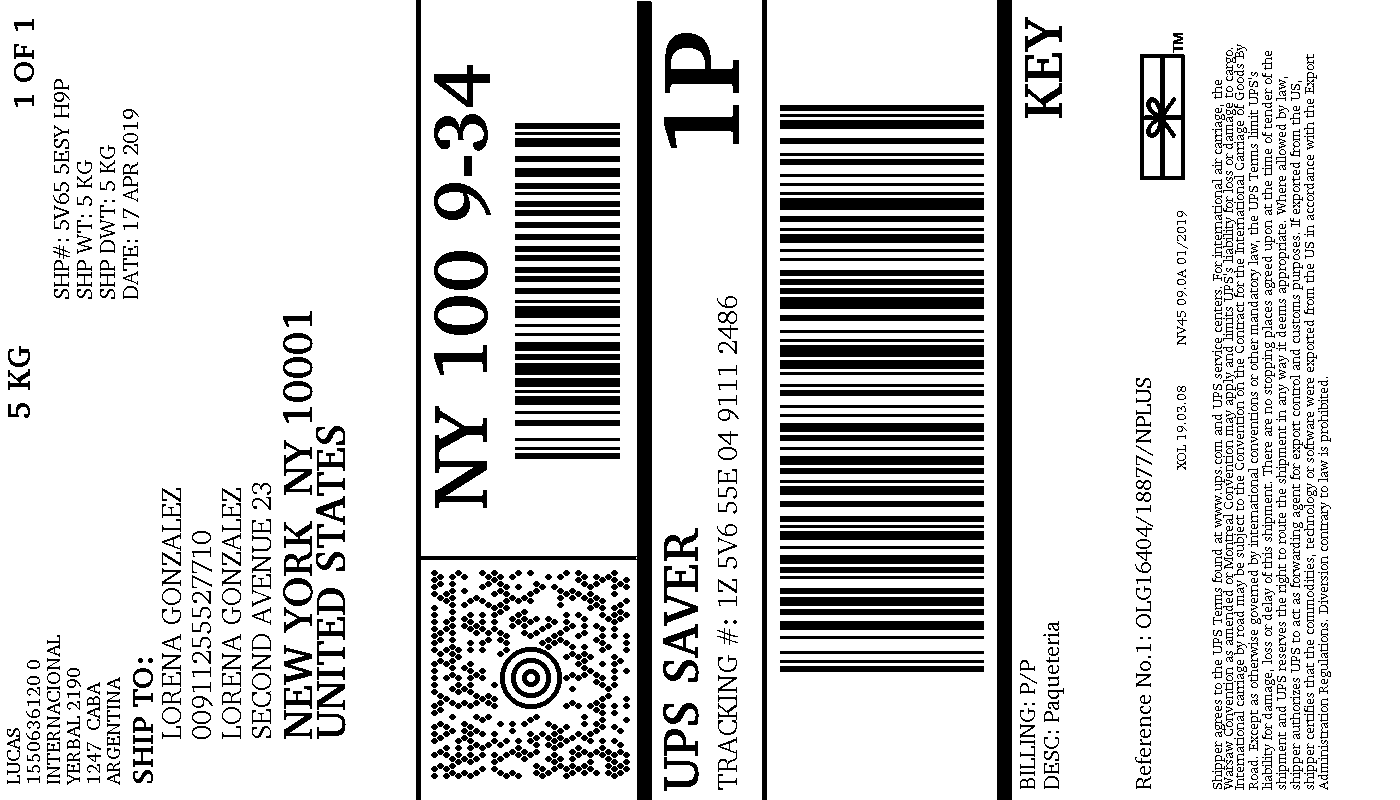 LUCAS
1550636120 0
INTERNACIONAL
YERBAL 2190
1247 CABA
ARGENTINA
5 KG
1 OF 1
SHP#: 5V65 5ESY H9P
SHP WT: 5 KG
SHP DWT: 5 KG
DATE: 17 APR 2019
SHIP TO:
LORENA GONZALEZ
00911255527710
LORENA GONZALEZ
SECOND AVENUE 23
NEW YORK NY 10001
UNITED STATES
NY 100 9-34
UPS SAVER
1P
TRACKING #: 1Z 5V6 55E 04 9111 2486
BILLING: P/P
DESC: Paqueteria
KEY
Reference No.1 : OLG16404/18877/NPLUS
XOL 19.03.08 NV45 09.0A 01/2019
TM
Shipper agrees to the UPS Terms found at www.ups.com and UPS service centers. For international air carriage, the
Warsaw Convention as amended or Montreal Convention may apply and limits UPS's liability for loss or damage to cargo.
International carriage by road may be subject to the Convention on the Contract for the International Carriage of Goods By
Road. Except as otherwise governed by international conventions or other mandatory law, the UPS Terms limit UPS's
liability for damage, loss or delay of this shipment. There are no stopping places agreed upon at the time of tender of the
shipment and UPS reserves the right to route the shipment in any way it deems appropriate. Where allowed by law,
shipper authorizes UPS to act as forwarding agent for export control and customs purposes. If exported from the US,
shipper certifies that the commodities, technology or software were exported from the US in accordance with the Export
Administration Regulations. Diversion contrary to law is prohibited.